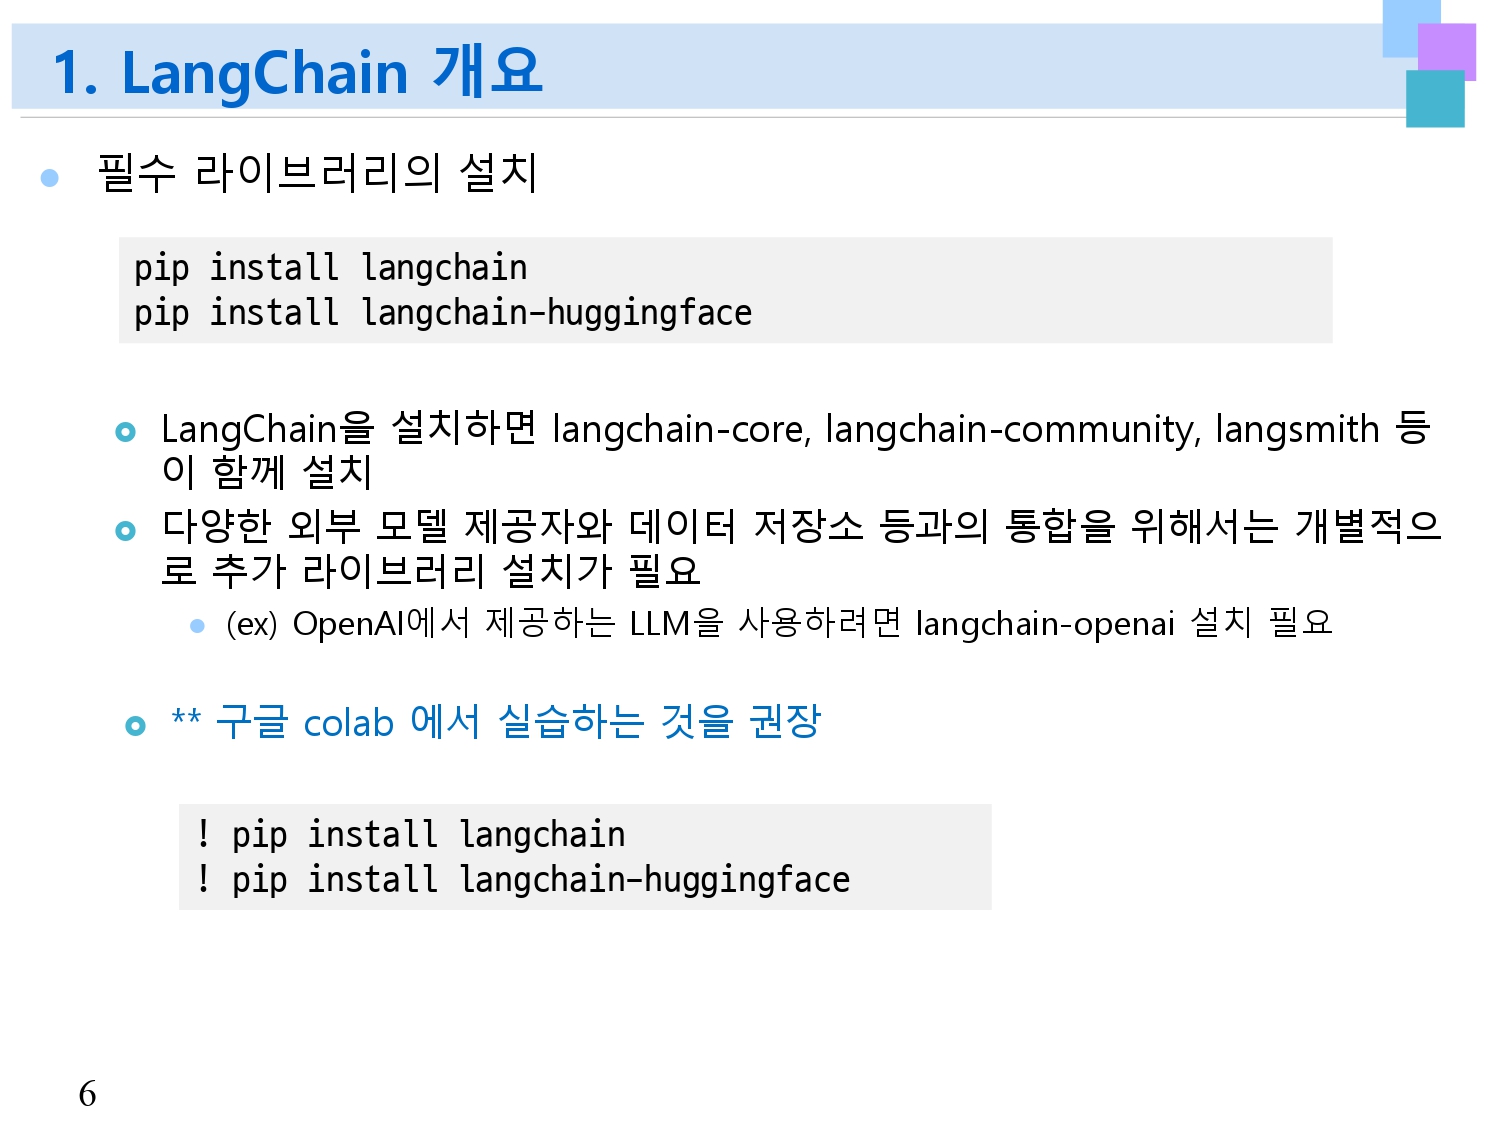 1. LangChain 개요
필수 라이브러리의 설치
pip install langchain
pip install langchain-huggingface
LangChain을 설치하면 langchain-core, langchain-community, langsmith 등
이 함께 설치
다양한 외부 모델 제공자와 데이터 저장소 등과의 통합을 위해서는 개별적으
로 추가 라이브러리 설치가 필요
(ex) OpenAI에서 제공하는 LLM을 사용하려면 langchain-openai 설치 필요
** 구글 colab 에서 실습하는 것을 권장
! pip install langchain
! pip install langchain-huggingface
6